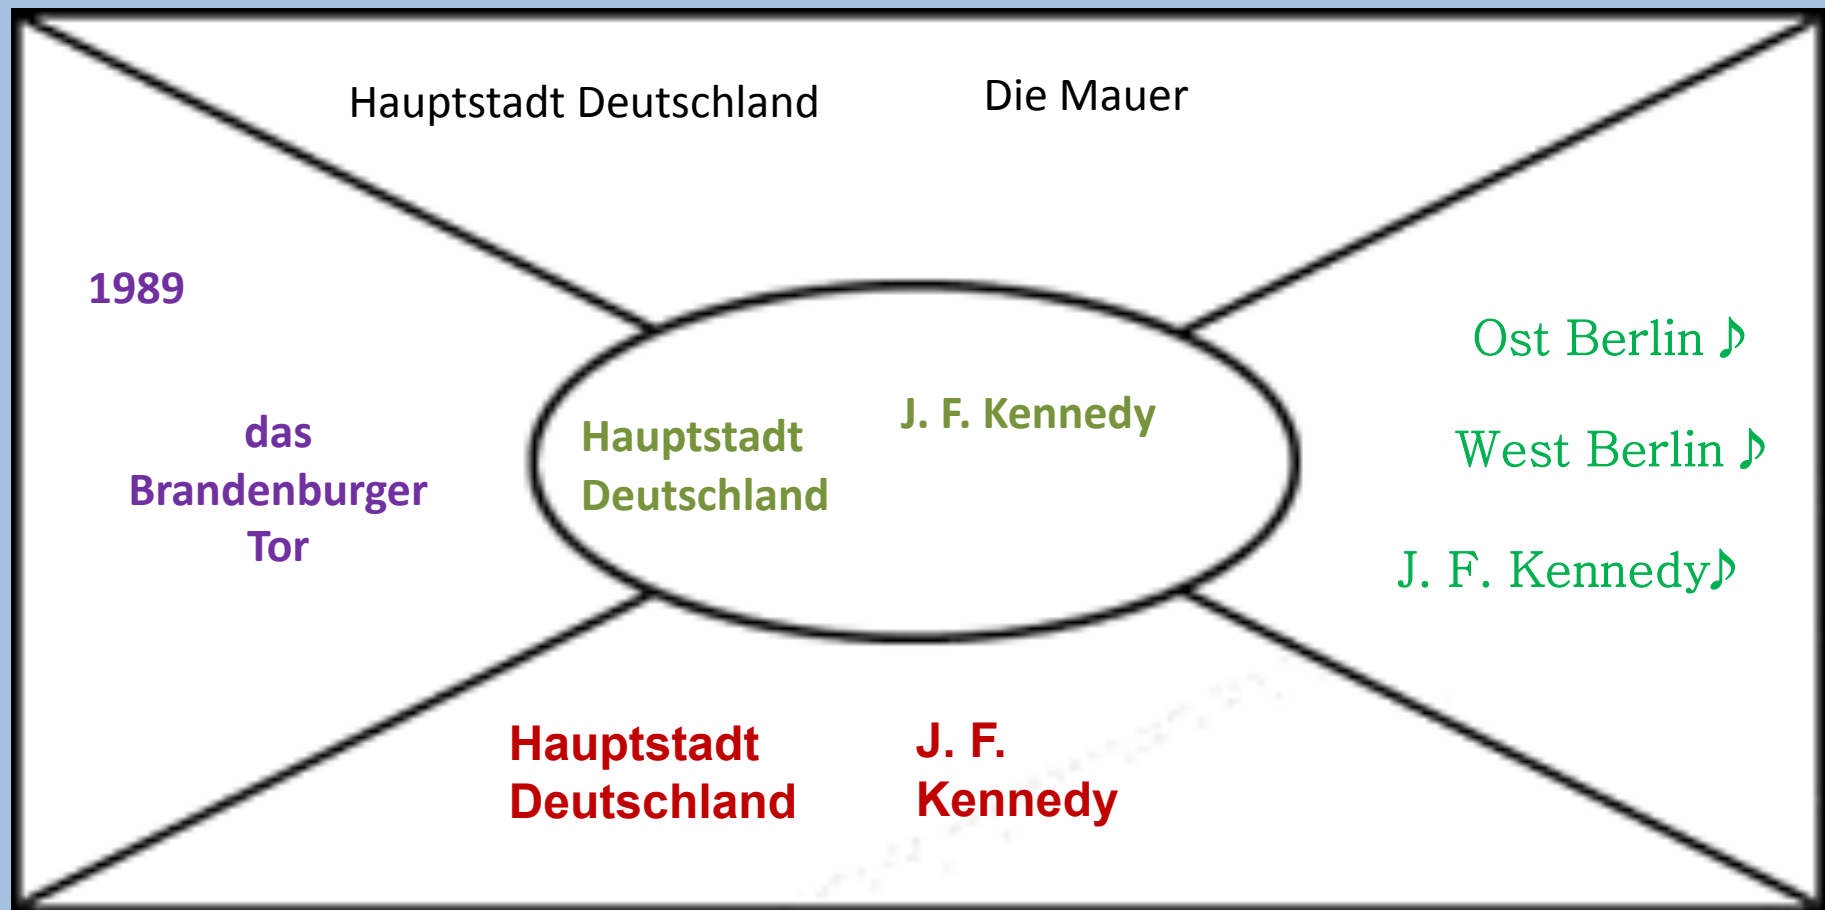 Hauptstadt Deutschland
Die Mauer
1989
das
Brandenburger
Tor
Hauptstadt
Deutschland
J. F. Kennedy
Ost Berlin ♪
West Berlin ♪
J. F. Kennedy♪
Hauptstadt
Deutschland
J. F.
Kennedy